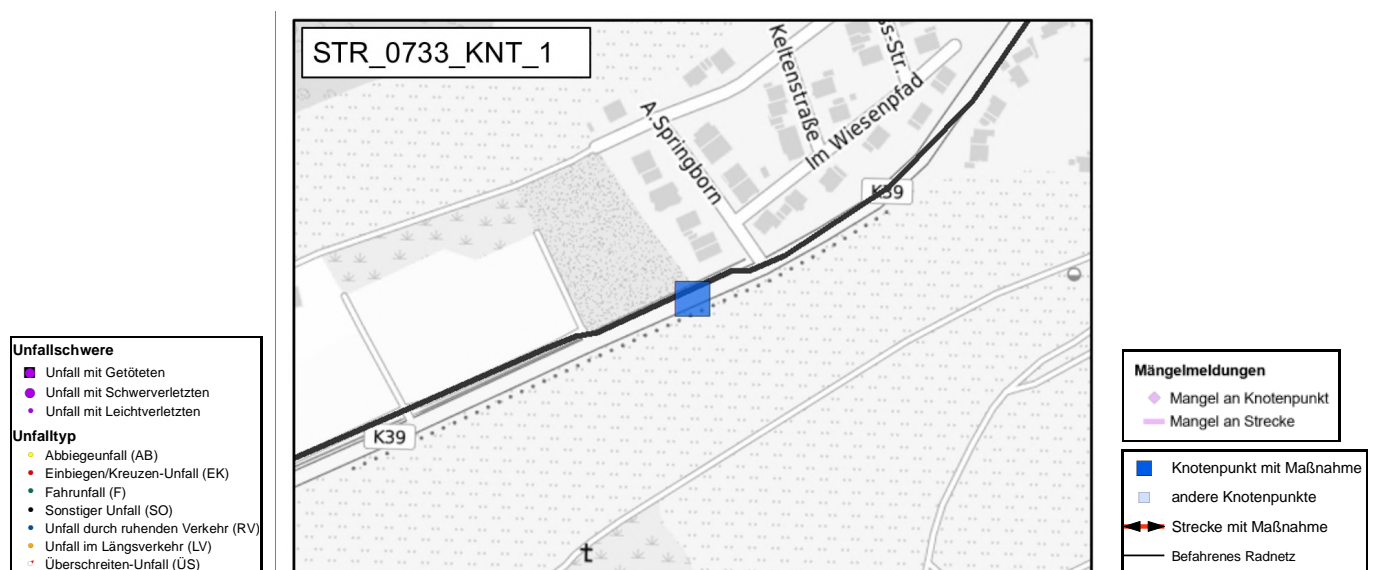 STR_0733_KNT_1
Keltenstraße
ss-Str.
A.Springborn
Im Wiesenpfad
K39
K39
Unfallschwere
Unfall mit Getöteten
Unfall mit Schwerverletzten
Unfall mit Leichtverletzten
Unfalltyp
Abbiegeunfall (AB)
Einbiegen/Kreuzen-Unfall (EK)
Fahrunfall (F)
Sonstiger Unfall (SO)
Unfall durch ruhenden Verkehr (RV)
Unfall im Längsverkehr (LV)
Überschreiten-Unfall (ÜS)
Mängelmeldungen
Mangel an Knotenpunkt
Mangel an Strecke
Knotenpunkt mit Maßnahme
andere Knotenpunkte
Strecke mit Maßnahme
Befahrenes Radnetz